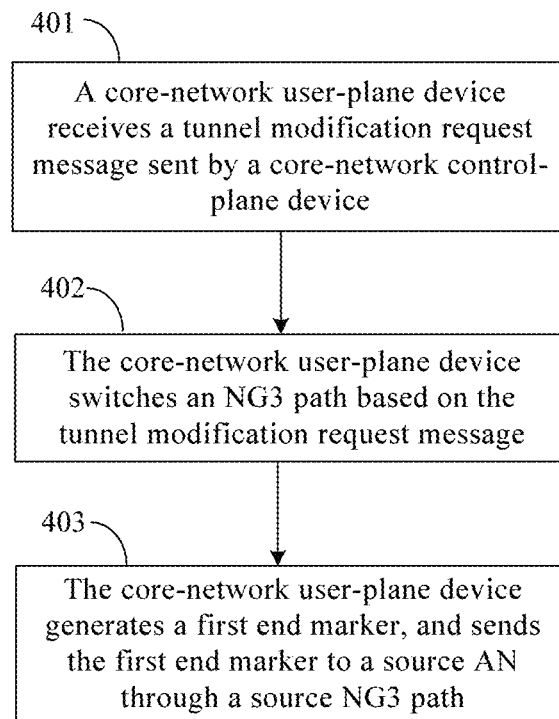 401
A core-network user-plane device
receives a tunnel modification request
message sent by a core-network control-
plane device
402
The core-network user-plane device
switches an NG3 path based on the
tunnel modification request message
403
The core-network user-plane device
generates a first end marker, and sends
the first end marker to a source AN
through a source NG3 path